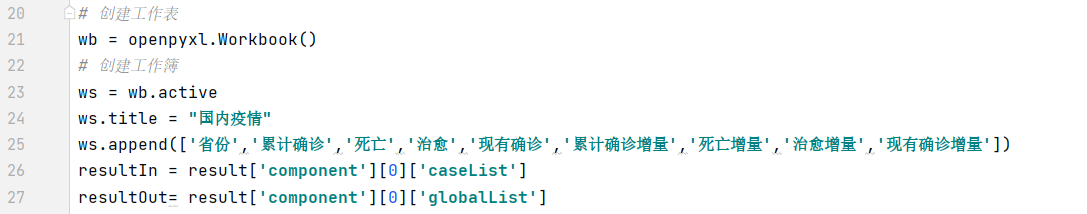 20 # 创建工作表
21 wb = openpyxl.Workbook()
22 # 创建工作簿
23 ws = wb.active
24 ws.title = "国内疫情"
25 ws.append(['省份','累计确诊','死亡','治愈','现有确诊','累计确诊增量','死亡增量','治愈增量','现有确诊增量'])
26 resultIn = result['component'][0]['caseList']
27 resultOut= result['component'][0]['globalList']